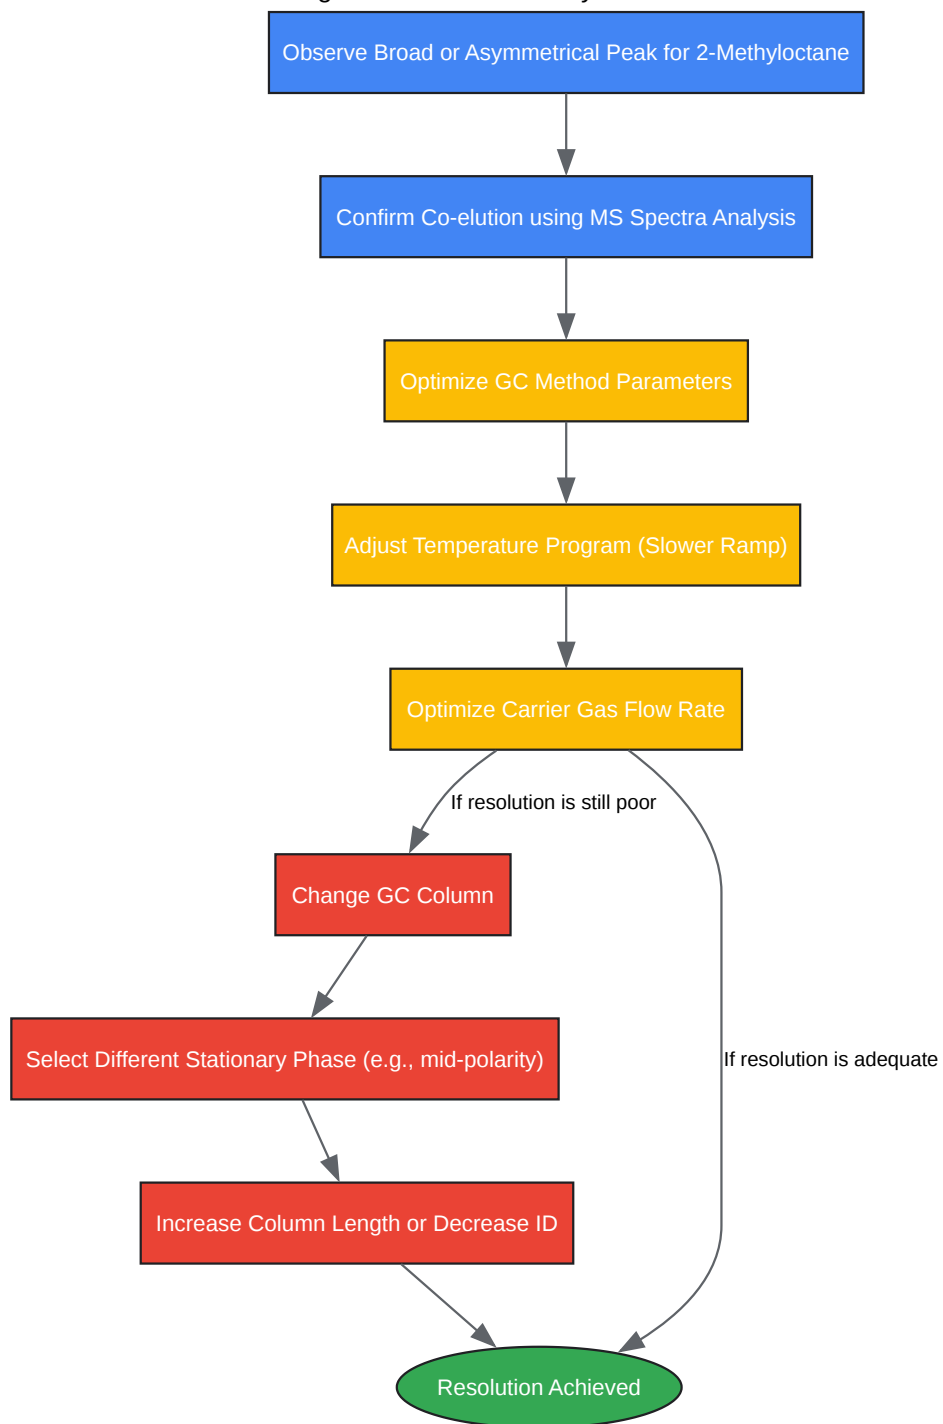 Observe Broad or Asymmetrical Peak for 2-Methyloctane
Confirm Co-elution using MS Spectra Analysis
Optimize GC Method Parameters
Adjust Temperature Program (Slower Ramp)
Optimize Carrier Gas Flow Rate
If resolution is still poor
Change GC Column
Select Different Stationary Phase (e.g., mid-polarity)
If resolution is adequate
Increase Column Length or Decrease ID
Resolution Achieved